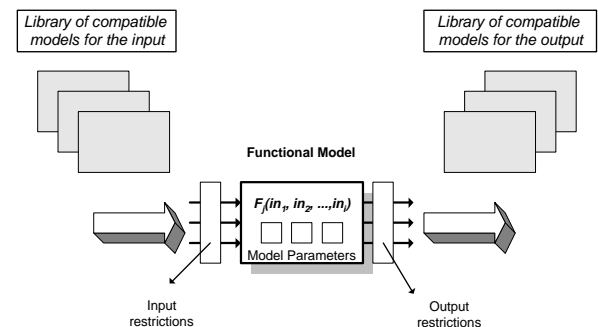 Library of compatible
models for the input
Library of compatible
models for the output
Functional Model
Fj(in1, in2, ...,ini)
Model Parameters
Input
restrictions
Output
restrictions